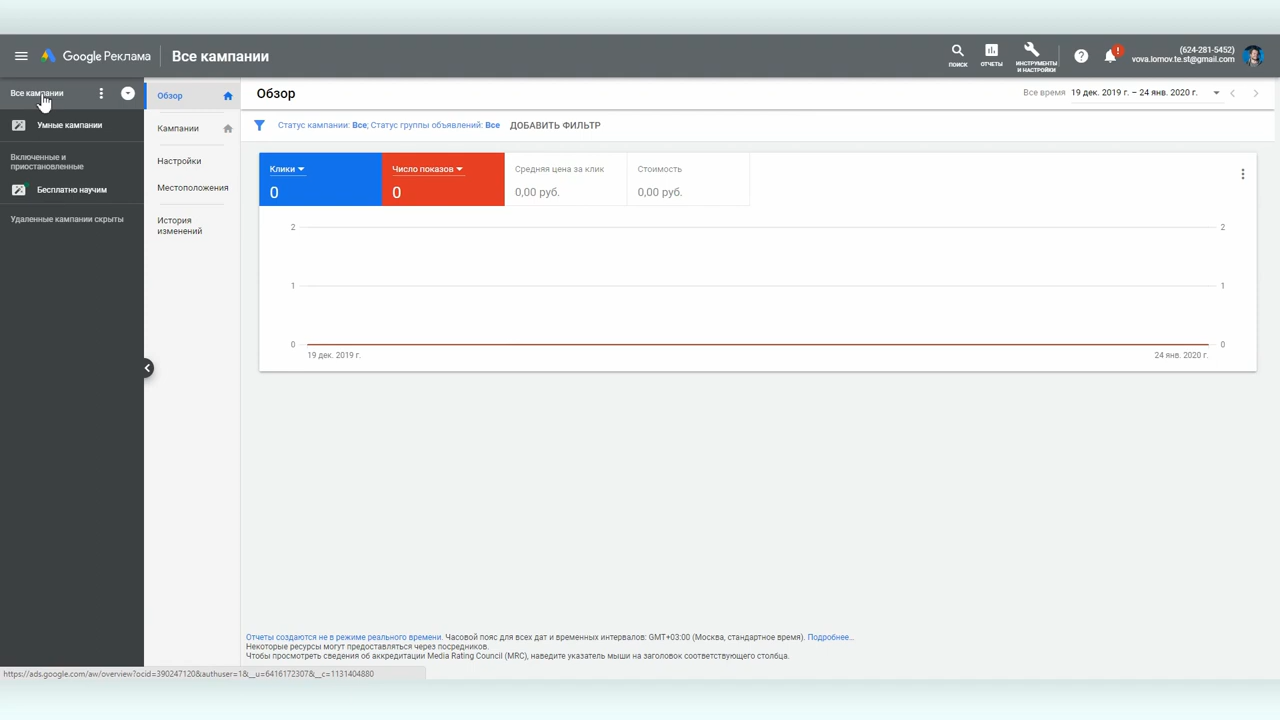 Google Реклама
Все кампании
ПОИСК
ОТЧЕТЫ
ИНСТРУМЕНТЫ
И НАСТРОЙКИ
?
!
(624-281-5452)
vova.lomov.te.st@gmail.com
Все кампании
Умные кампании
Включенные и
приостановленные
Бесплатно научим
Удаленные кампании скрыты
Обзор
Кампании
Настройки
Местоположения
История
изменений
Обзор
Все время 19 дек. 2019 г. – 24 янв. 2020 г.
Статус кампании: Все; Статус группы объявлений: Все ДОБАВИТЬ ФИЛЬТР
Клики
0
Число показов
0
Средняя цена за клик
0,00 руб.
Стоимость
0,00 руб.
2 2
1 1
0 0
19 дек. 2019 г. 24 янв. 2020 г.
Отчеты создаются не в режиме реального времени. Часовой пояс для всех дат и временных интервалов: GMT+03:00 (Москва, стандартное время). Подробнее...
Некоторые ресурсы могут предоставляться через посредников.
Чтобы просмотреть сведения об аккредитации Media Rating Council (MRC), наведите указатель мыши на заголовок соответствующего столбца.
https://ads.google.com/aw/overview?ocid=390247120&authuser=1&__u=6416172307&__c=1131404880